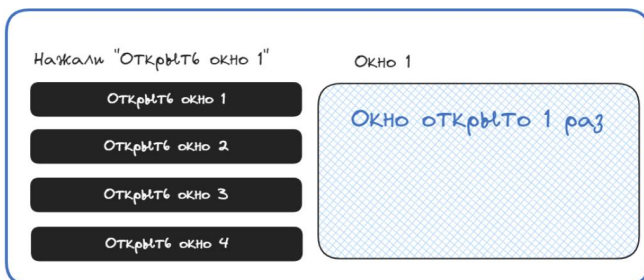 Нажали "Открыть окно 1"
Открыть окно 1
Открыть окно 2
Открыть окно 3
Открыть окно 4
Окно 1
Окно открыто 1 раз